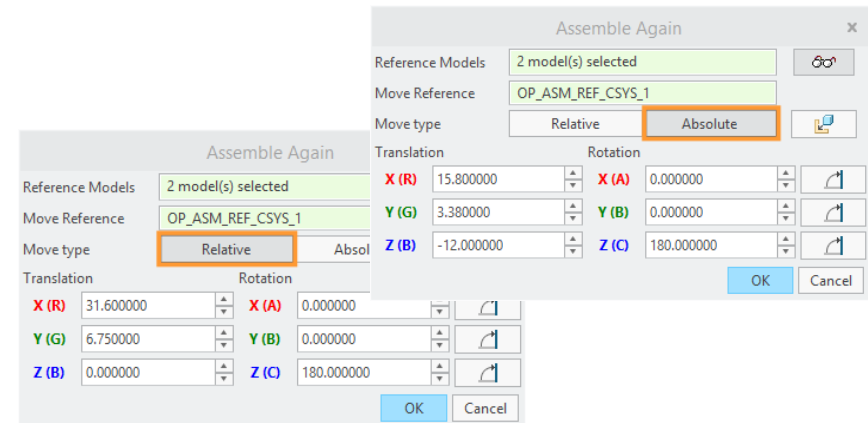 Assemble Again x
Reference Models 2 model(s) selected
Move Reference OP_ASM_REF_CSYS_1
Move type Relative Absolute
Translation Rotation
X (R) 15.800000 X (A) 0.000000
Y (G) 3.380000 Y (B) 0.000000
Z (B) -12.000000 Z (C) 180.000000
OK Cancel
Assemble Again
Reference Models 2 model(s) selected
Move Reference OP_ASM_REF_CSYS_1
Move type Relative Absol
Translation Rotation
X (R) 31.600000 X (A) 0.000000
Y (G) 6.750000 Y (B) 0.000000
Z (B) 0.000000 Z (C) 180.000000
OK Cancel